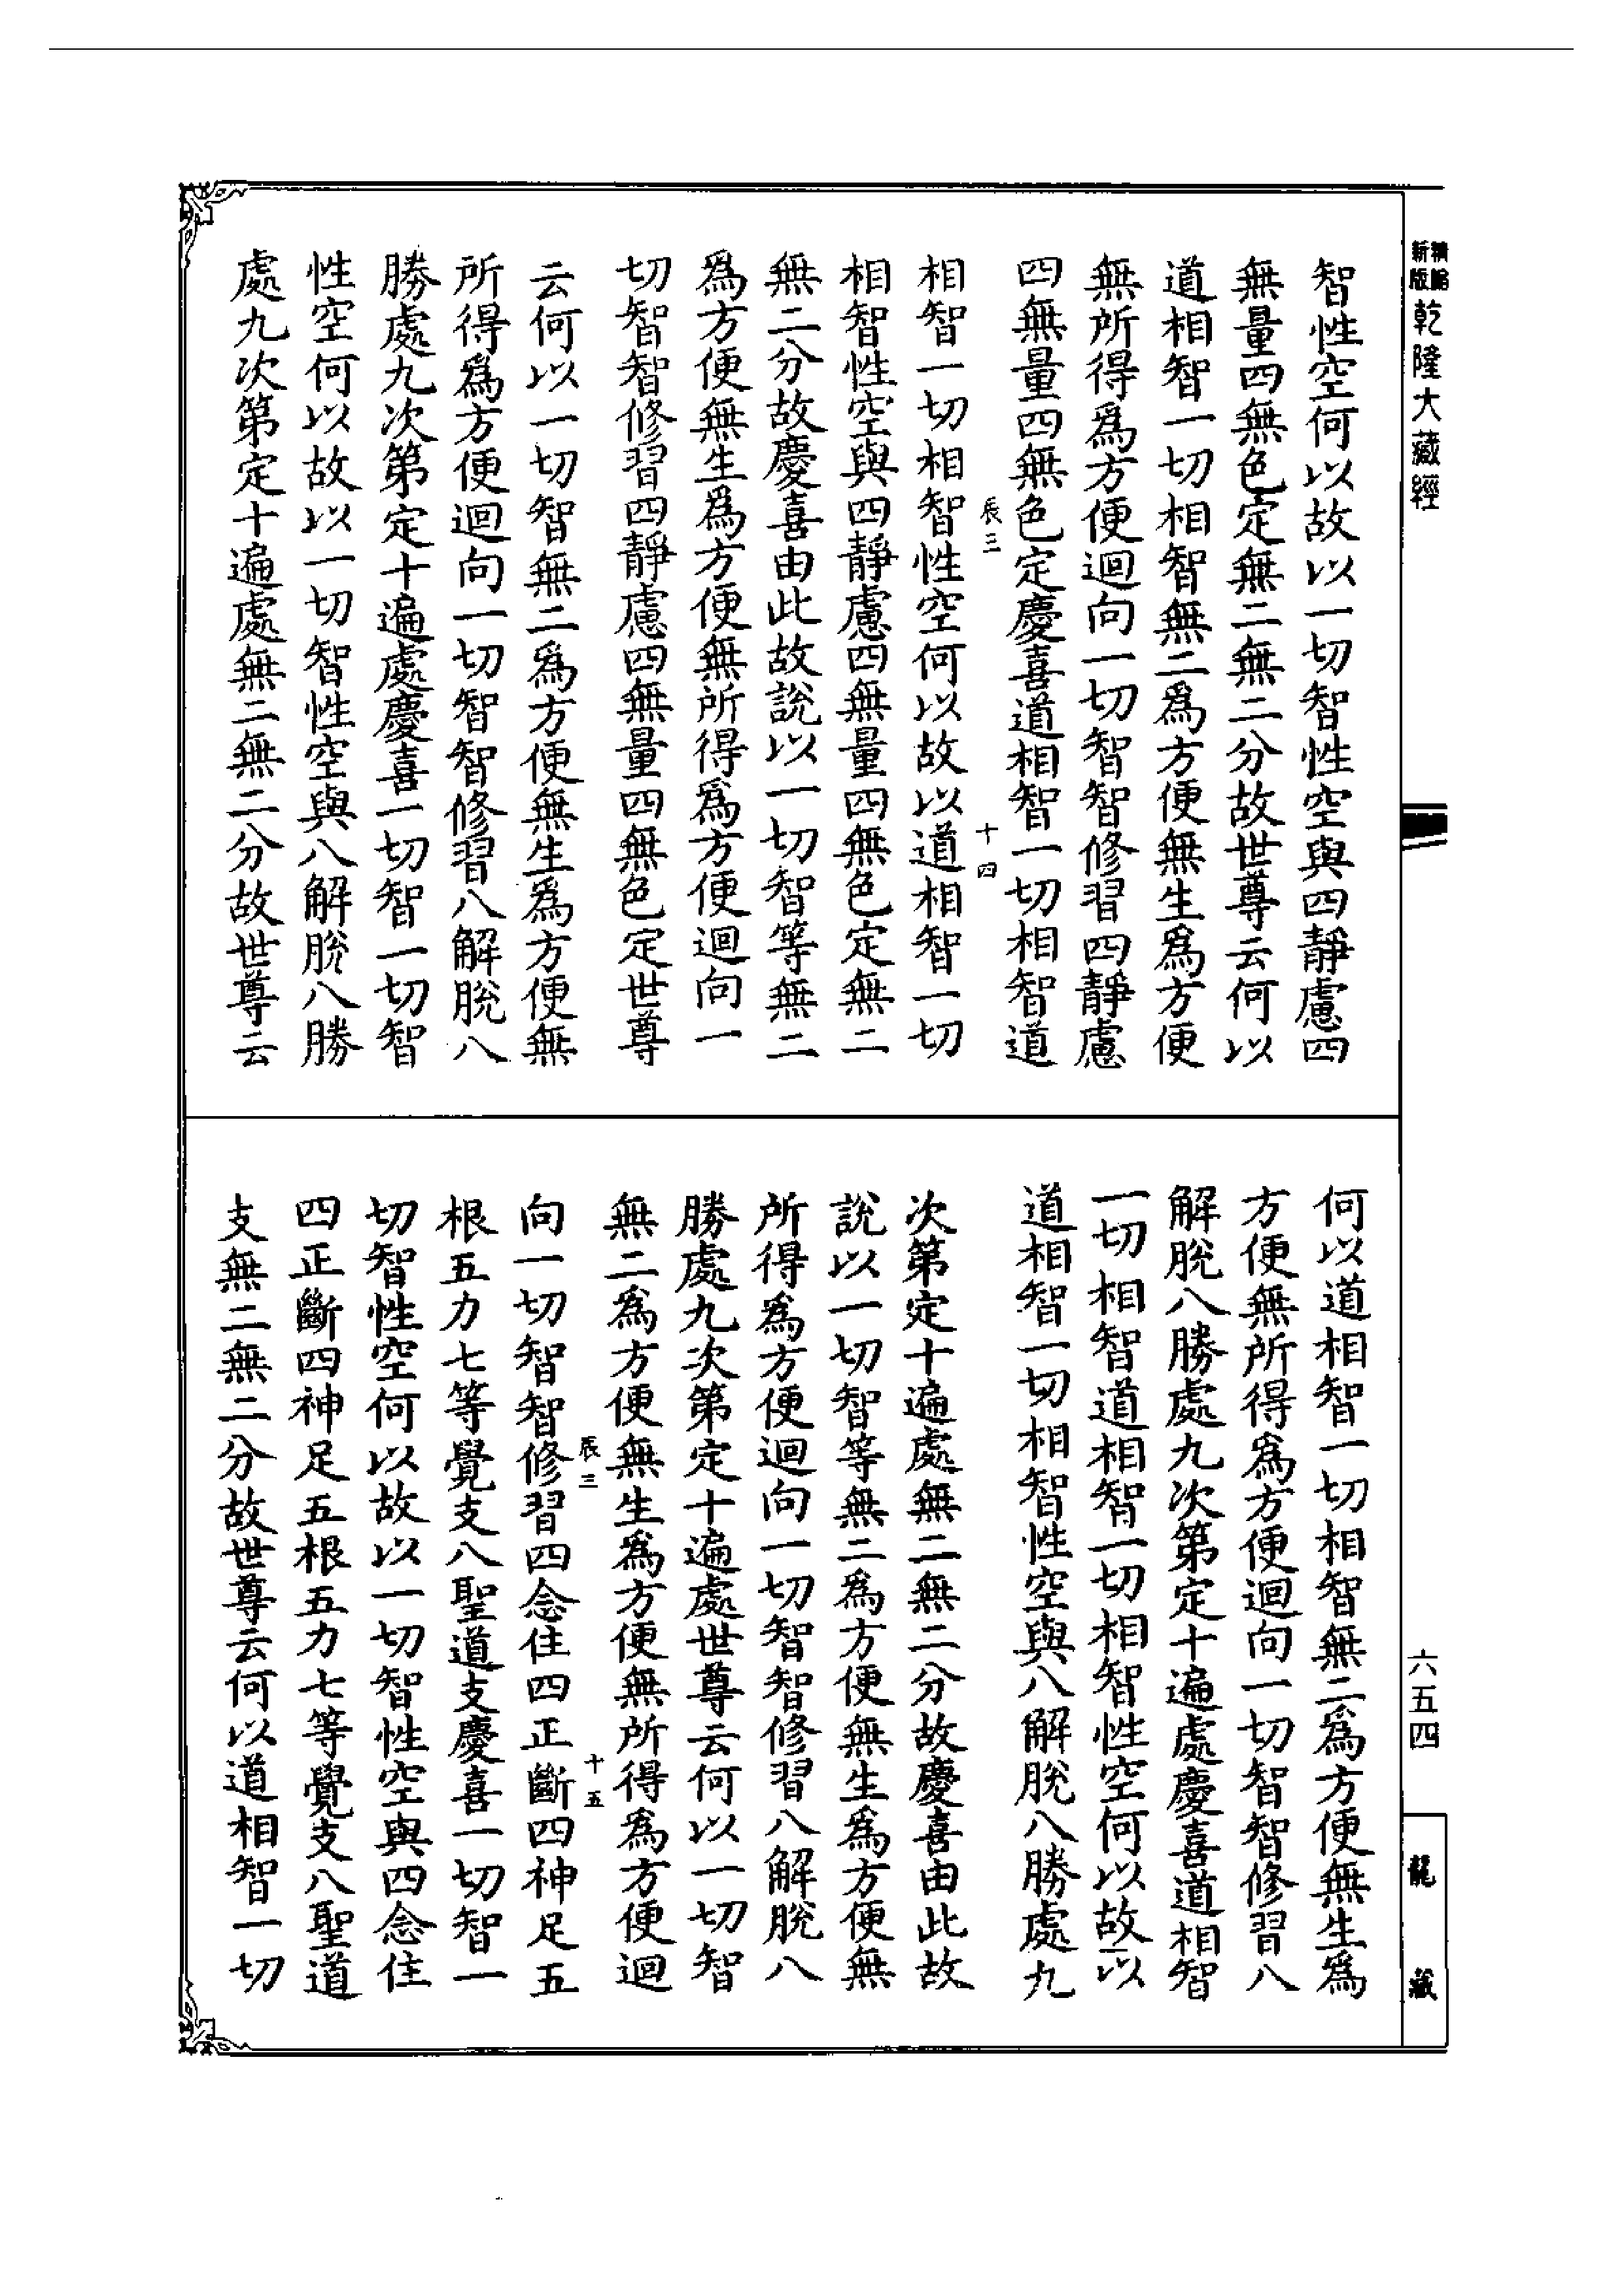 精縮新版乾隆大藏經
智性空何以故以一切智性空與四靜慮四
無量四無色定無二無二分故世尊云何以
道相智一切相智無二爲方便無生爲方便
無所得爲方便迴向一切智智修習四靜慮
四無量四無色定慶喜道相智一切相智道
辰三 十四
相智一切相智性空何以故以道相智一切
相智性空與四靜慮四無量四無色定無二
無二分故慶喜由此故說以一切智等無二
爲方便無生爲方便無所得爲方便迴向一
切智智修習四靜慮四無量四無色定世尊
云何以一切智無二爲方便無生爲方便無
所得爲方便迴向一切智智修習八解脫八
勝處九次第定十遍處慶喜一切智一切智
性空何以故以一切智性空與八解脫八勝
處九次第定十遍處無二無二分故世尊云
何以道相智一切相智無二爲方便無生爲
方便無所得爲方便迴向一切智智修習八
解脫八勝處九次第定十遍處慶喜道相智
一切相智道相智一切相智性空何以故以
道相智一切相智性空與八解脫八勝處九
次第定十遍處無二無二分故慶喜由此故
說以一切智等無二爲方便無生爲方便無
所得爲方便迴向一切智智修習八解脫八
勝處九次第定十遍處世尊云何以一切智
無二爲方便無生爲方便無所得爲方便迴
辰三 十五
向一切智智修習四念住四正斷四神足五
根五力七等覺支八聖道支慶喜一切智一
切智性空何以故以一切智性空與四念住
四正斷四神足五根五力七等覺支八聖道
支無二無二分故世尊云何以道相智一切
六五四
龍藏